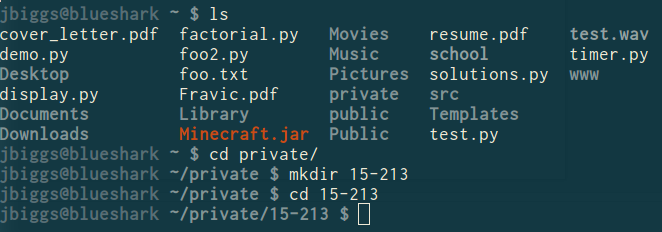 jbiggs@blueshark ~ $ ls
cover_letter.pdf factorial.py Movies resume.pdf test.wav
demo.py foo2.py Music school timer.py
Desktop foo.txt Pictures solutions.py www
display.py Fravic.pdf private src
Documents Library public Templates
Downloads Minecraft.jar Public test.py
jbiggs@blueshark ~ $ cd private/
jbiggs@blueshark ~/private $ mkdir 15-213
jbiggs@blueshark ~/private $ cd 15-213
jbiggs@blueshark ~/private/15-213 $